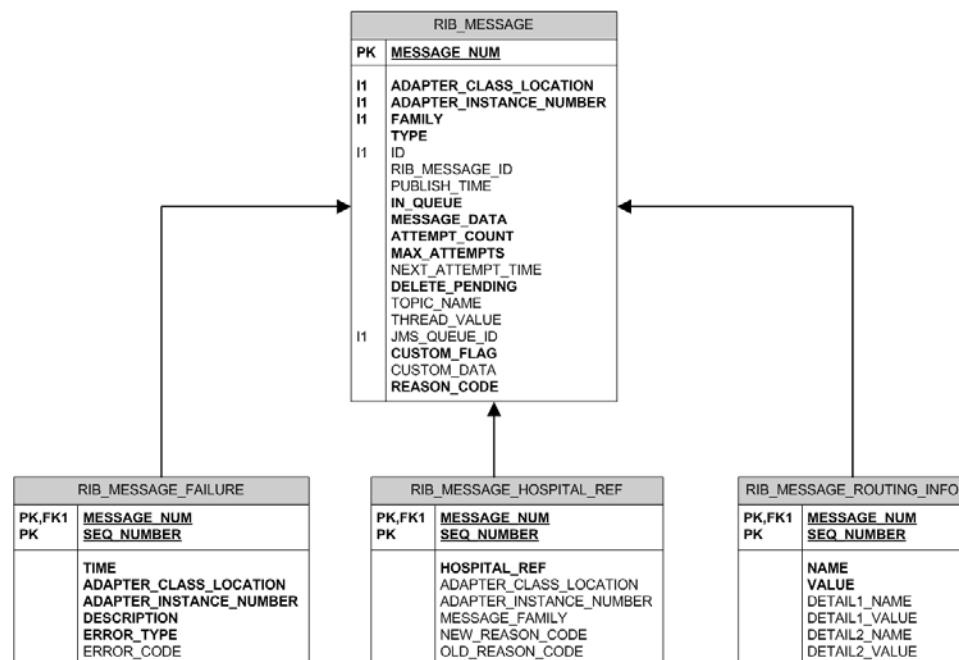 RIB_MESSAGE
PK MESSAGE_NUM
I1 ADAPTER_CLASS_LOCATION
I1 ADAPTER_INSTANCE_NUMBER
I1 FAMILY
TYPE
I1 ID
RIB_MESSAGE_ID
PUBLISH_TIME
IN_QUEUE
MESSAGE_DATA
ATTEMPT_COUNT
MAX_ATTEMPTS
NEXT_ATTEMPT_TIME
DELETE_PENDING
TOPIC_NAME
THREAD_VALUE
I1 JMS_QUEUE_ID
CUSTOM_FLAG
CUSTOM_DATA
REASON_CODE
RIB_MESSAGE_FAILURE
PK,FK1 MESSAGE_NUM
PK SEQ_NUMBER
TIME
ADAPTER_CLASS_LOCATION
ADAPTER_INSTANCE_NUMBER
DESCRIPTION
ERROR_TYPE
ERROR_CODE
RIB_MESSAGE_HOSPITAL_REF
PK,FK1 MESSAGE_NUM
PK SEQ_NUMBER
HOSPITAL_REF
ADAPTER_CLASS_LOCATION
ADAPTER_INSTANCE_NUMBER
MESSAGE_FAMILY
NEW_REASON_CODE
OLD_REASON_CODE
RIB_MESSAGE_ROUTING_INFO
PK,FK1 MESSAGE_NUM
PK SEQ_NUMBER
NAME
VALUE
DETAIL1_NAME
DETAIL1_VALUE
DETAIL2_NAME
DETAIL2_VALUE